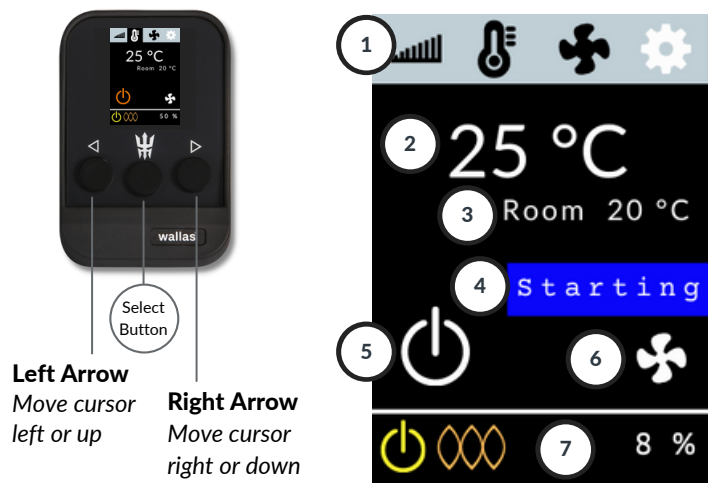 25 °C
Room 20 °C
50 %
wallas
Select
Button
Left Arrow
Move cursor
left or up
Right Arrow
Move cursor
right or down
1
2
25 °C
3
Room 20 °C
4
Starting
5
6
7
8 %